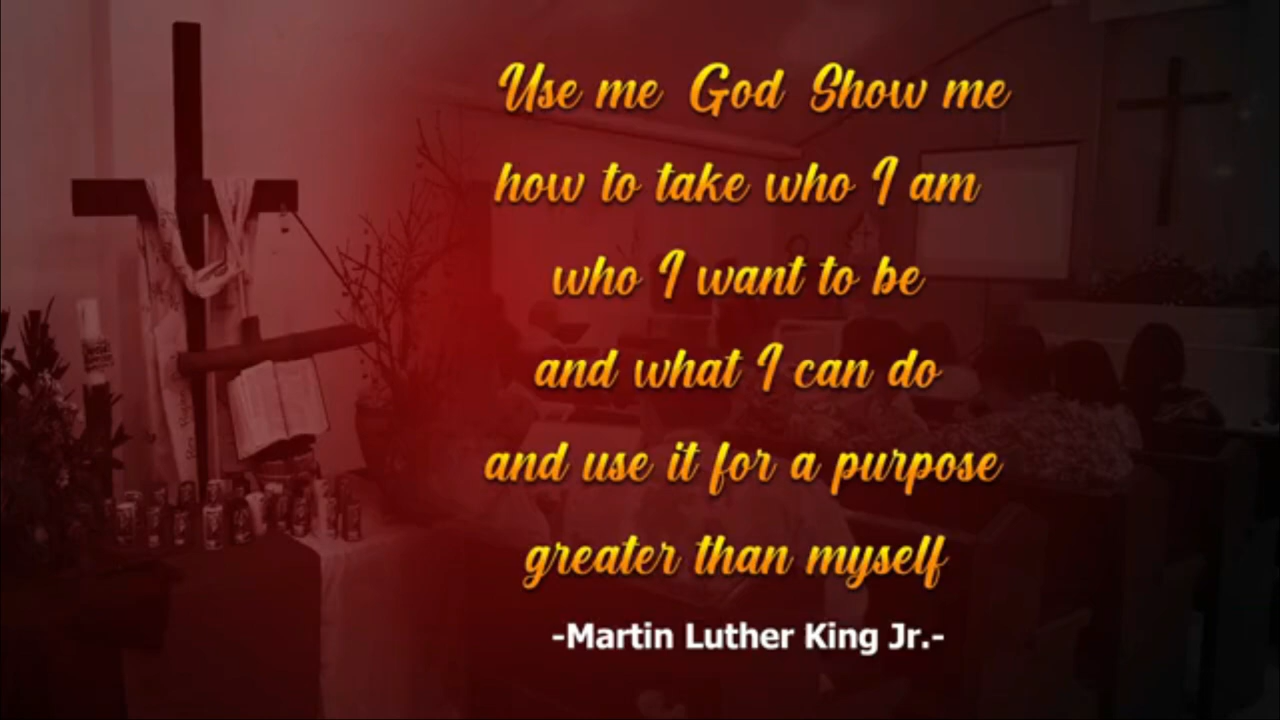 Use me God Show me
how to take who I am
who I want to be
and what I can do
and use it for a purpose
greater than myself
-Martin Luther King Jr.-